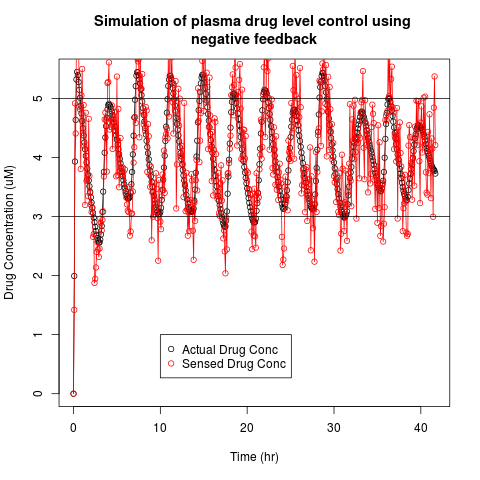 Simulation of plasma drug level control using
negative feedback
Drug Concentration (uM)
5
4
3
2
1
0
Actual Drug Conc
Sensed Drug Conc
0 10 20 30 40
Time (hr)